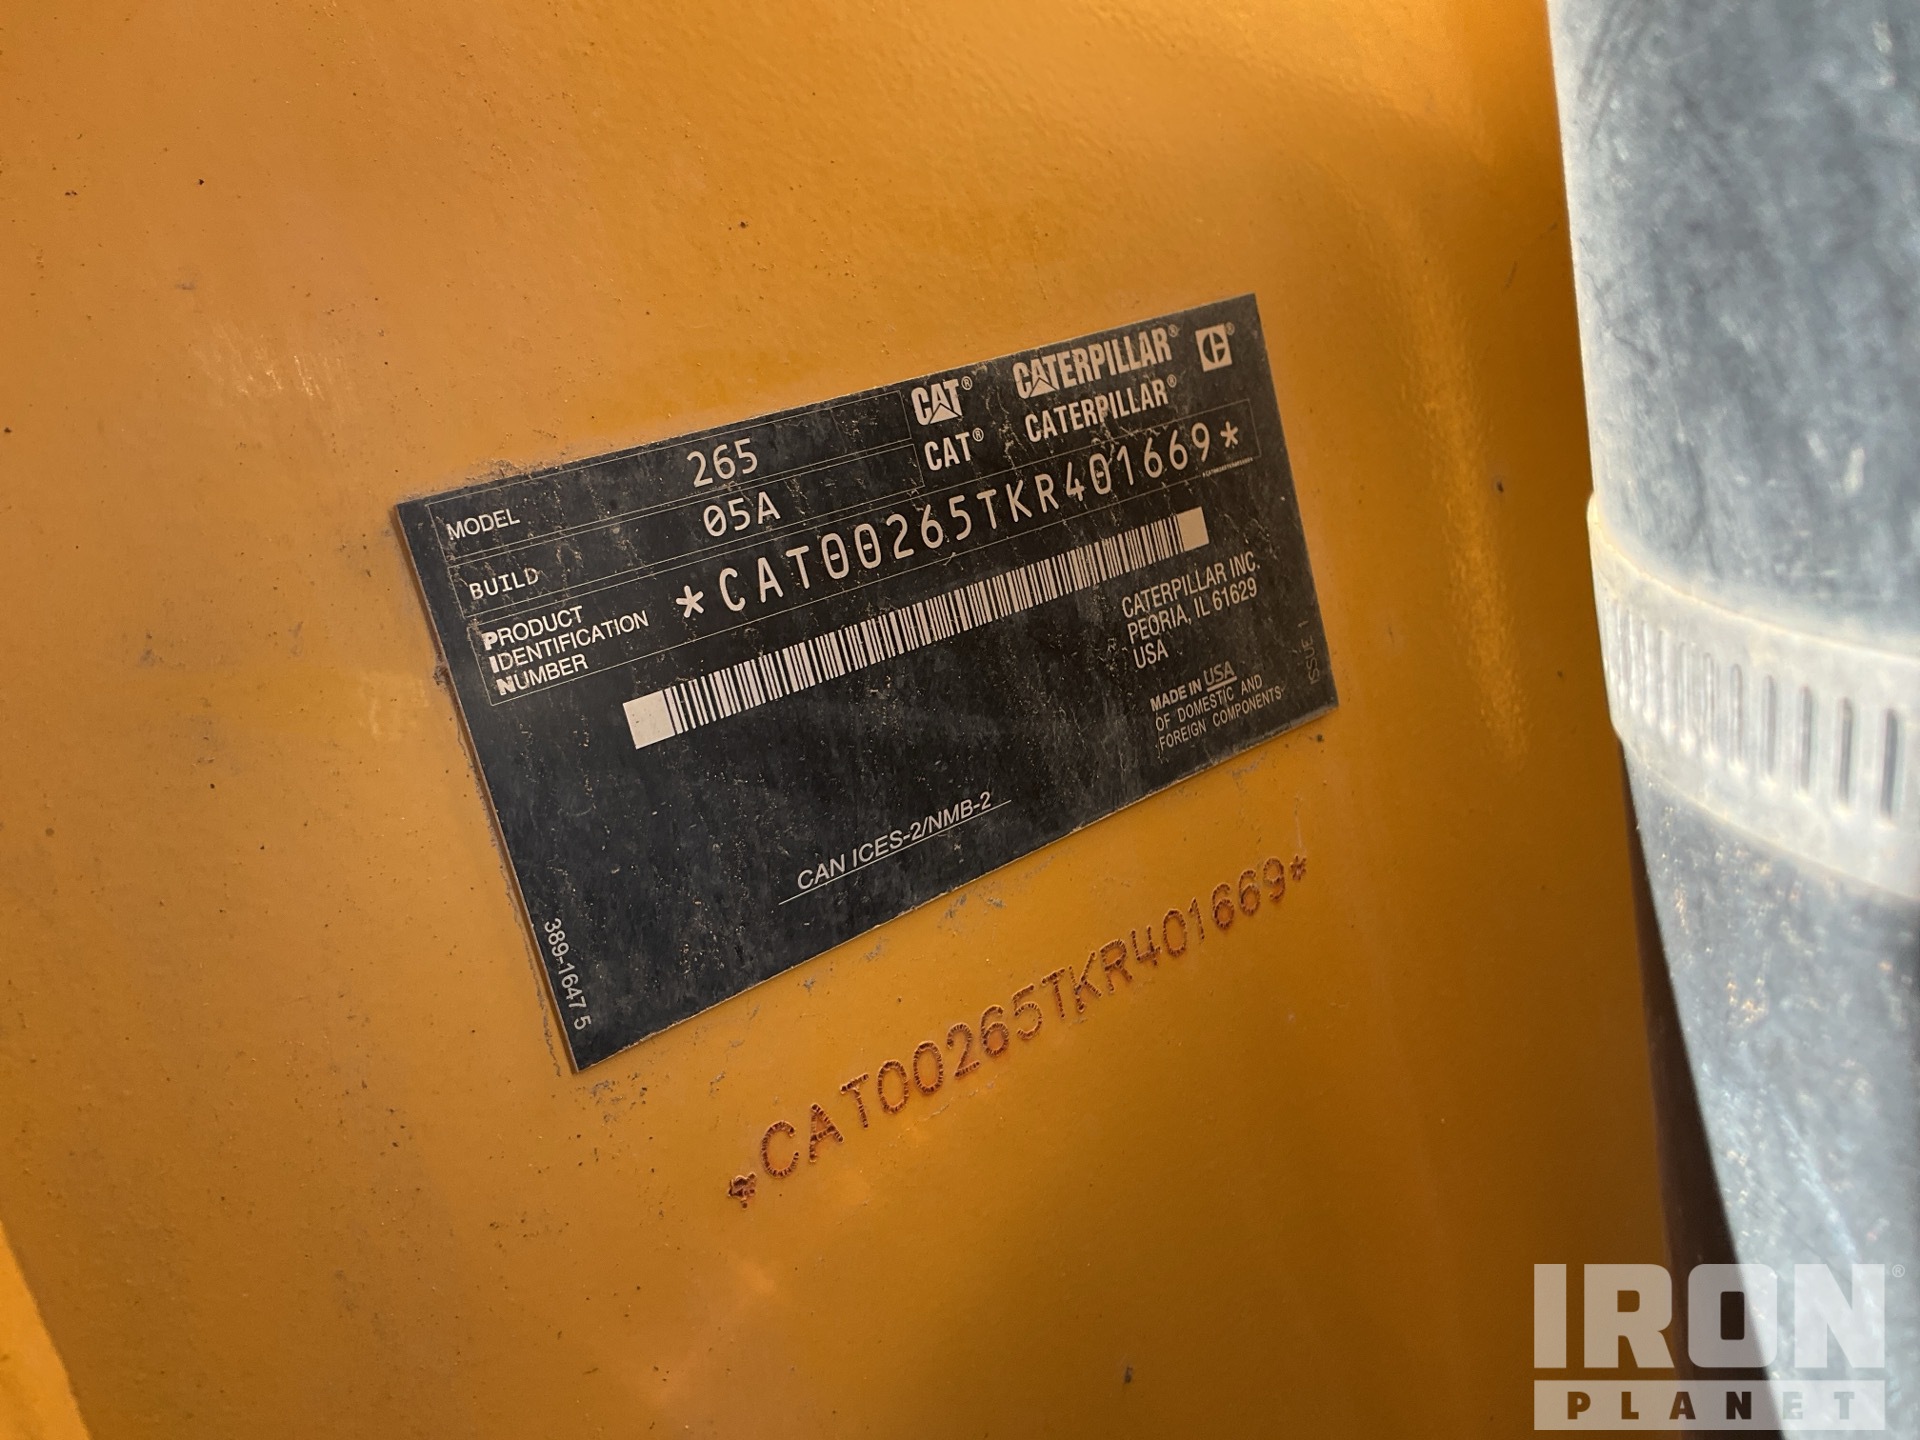 CAT® CATERPILLAR®
CAT® CATERPILLAR®
MODEL 265
BUILD 05A
PRODUCT
IDENTIFICATION
NUMBER
*CAT00265TKR401669*
CATERPILLAR INC.
PEORIA, IL 61629
USA
MADE IN USA
OF DOMESTIC AND
FOREIGN COMPONENTS
ISSUE 1
CAN ICES-2/NMB-2
389-1647 5
*CAT00265TKR401669*
IRON®
PLANET